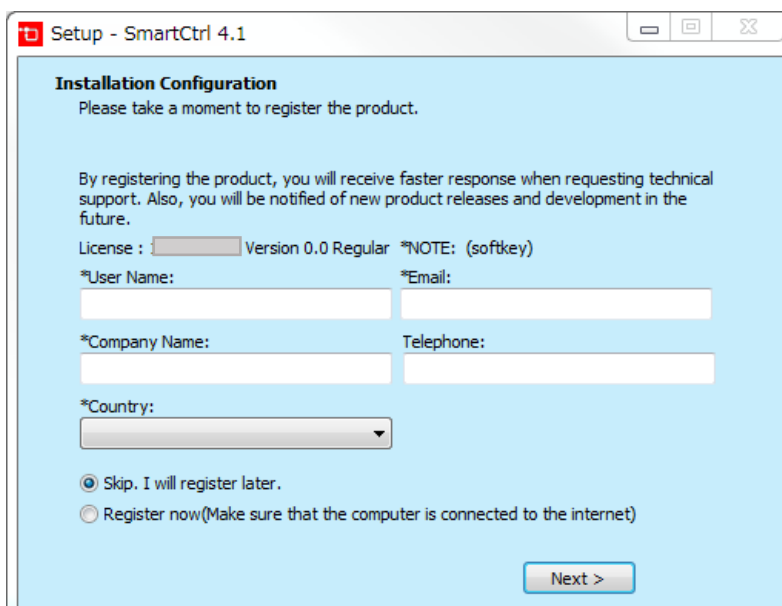 Setup - SmartCtrl 4.1
Installation Configuration
Please take a moment to register the product.
By registering the product, you will receive faster response when requesting technical
support. Also, you will be notified of new product releases and development in the
future.
License : Version 0.0 Regular *NOTE: (softkey)
*User Name: *Email:
*Company Name: Telephone:
*Country:
Skip. I will register later.
Register now(Make sure that the computer is connected to the internet)
Next >